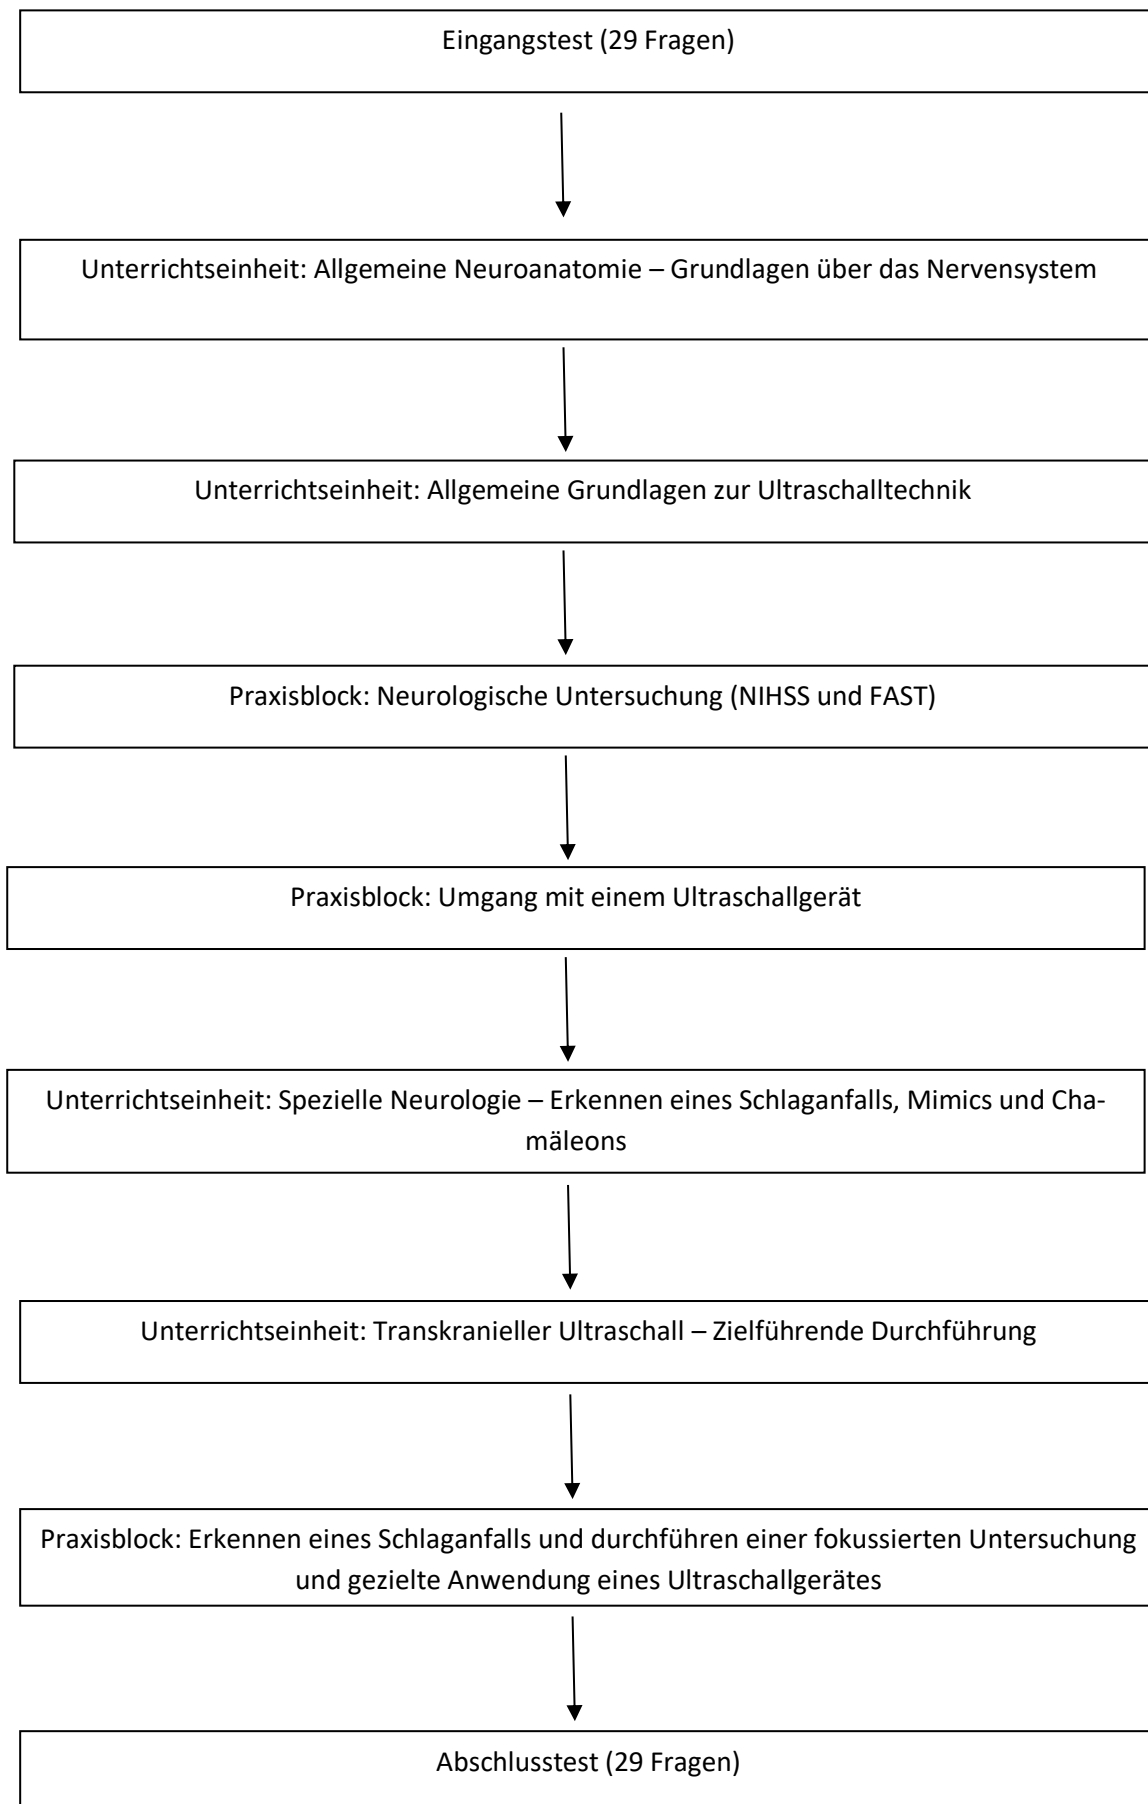 Eingangstest (29 Fragen)
Unterrichtseinheit: Allgemeine Neuroanatomie – Grundlagen über das Nervensystem
Unterrichtseinheit: Allgemeine Grundlagen zur Ultraschalltechnik
Praxisblock: Neurologische Untersuchung (NIHSS und FAST)
Praxisblock: Umgang mit einem Ultraschallgerät
Unterrichtseinheit: Spezielle Neurologie – Erkennen eines Schlaganfalls, Mimics und Cha-
mäleons
Unterrichtseinheit: Transkranieller Ultraschall – Zielführende Durchführung
Praxisblock: Erkennen eines Schlaganfalls und durchführen einer fokussierten Untersuchung
und gezielte Anwendung eines Ultraschallgerätes
Abschlusstest (29 Fragen)